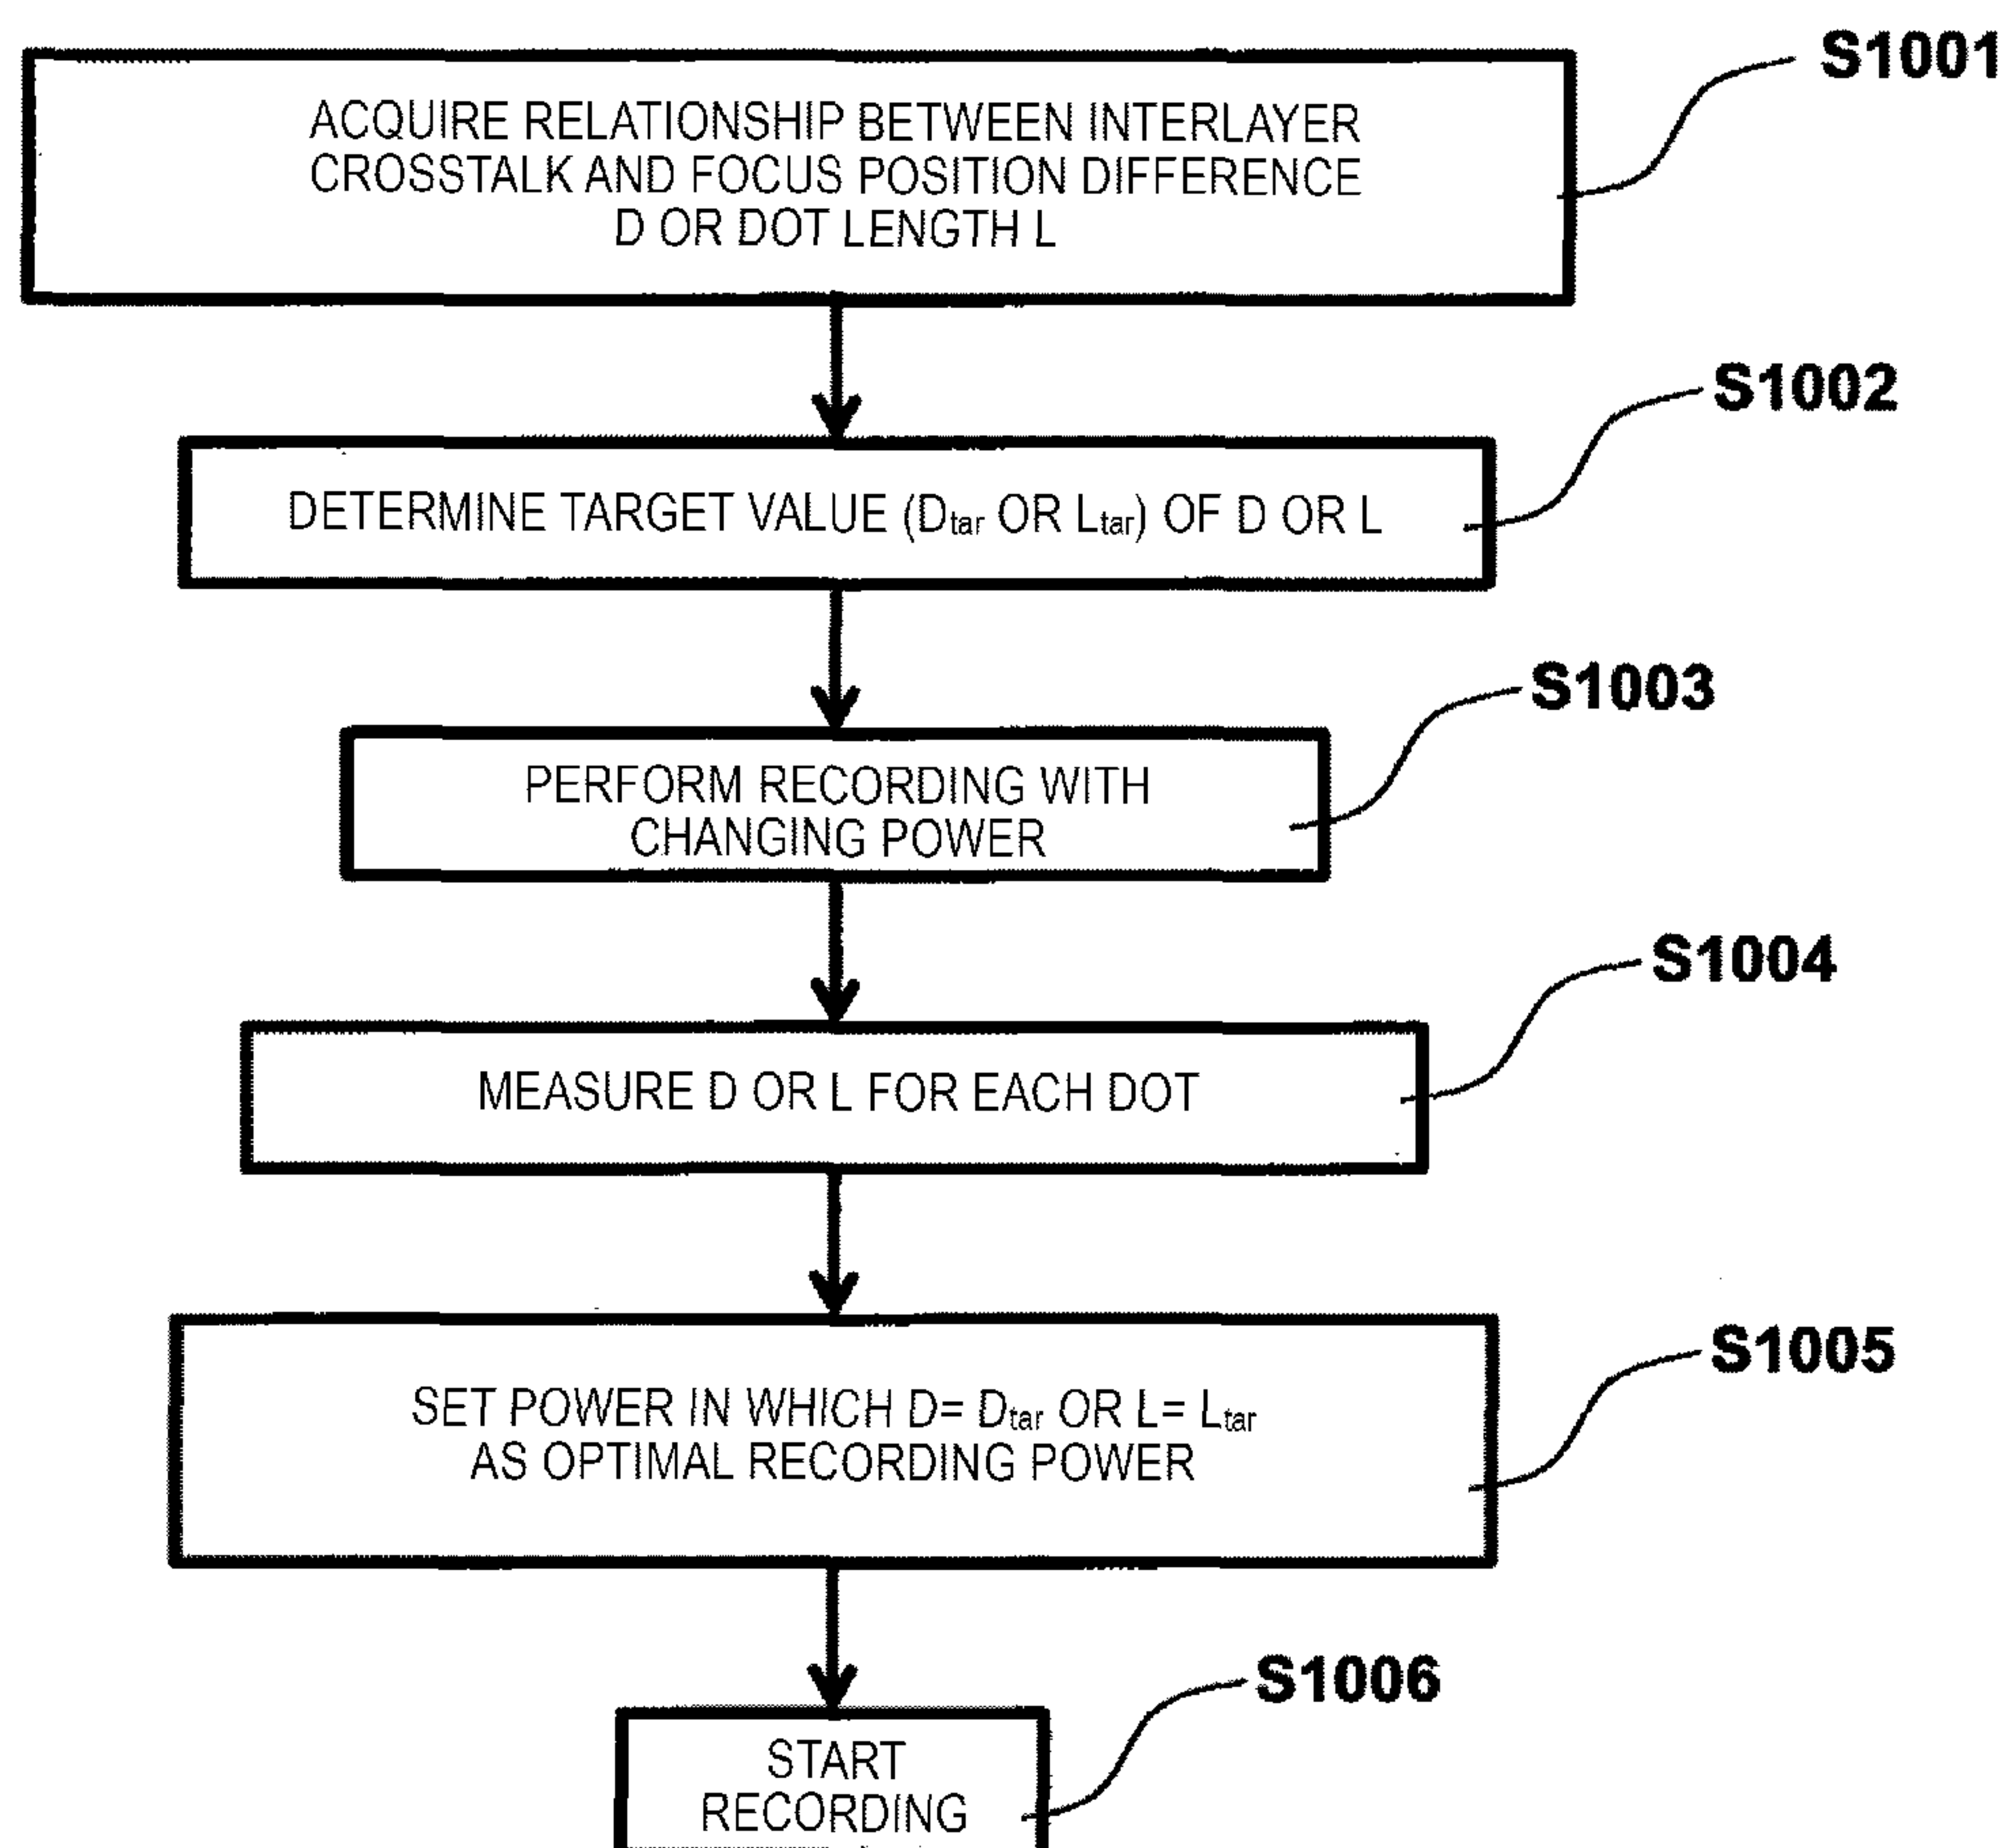 S1001
ACQUIRE RELATIONSHIP BETWEEN INTERLAYER
CROSSTALK AND FOCUS POSITION DIFFERENCE
D OR DOT LENGTH L
S1002
DETERMINE TARGET VALUE (Dtar OR Ltar) OF D OR L
S1003
PERFORM RECORDING WITH
CHANGING POWER
S1004
MEASURE D OR L FOR EACH DOT
S1005
SET POWER IN WHICH D= Dtar OR L= Ltar
AS OPTIMAL RECORDING POWER
S1006
START
RECORDING